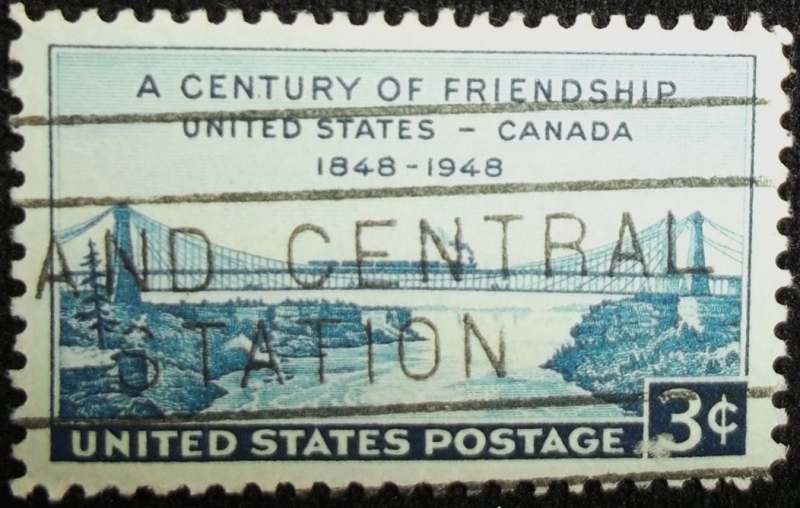 A CENTURY OF FRIENDSHIP
UNITED STATES - CANADA
1848-1948
AND CENTRAL
STATION
UNITED STATES POSTAGE 3¢